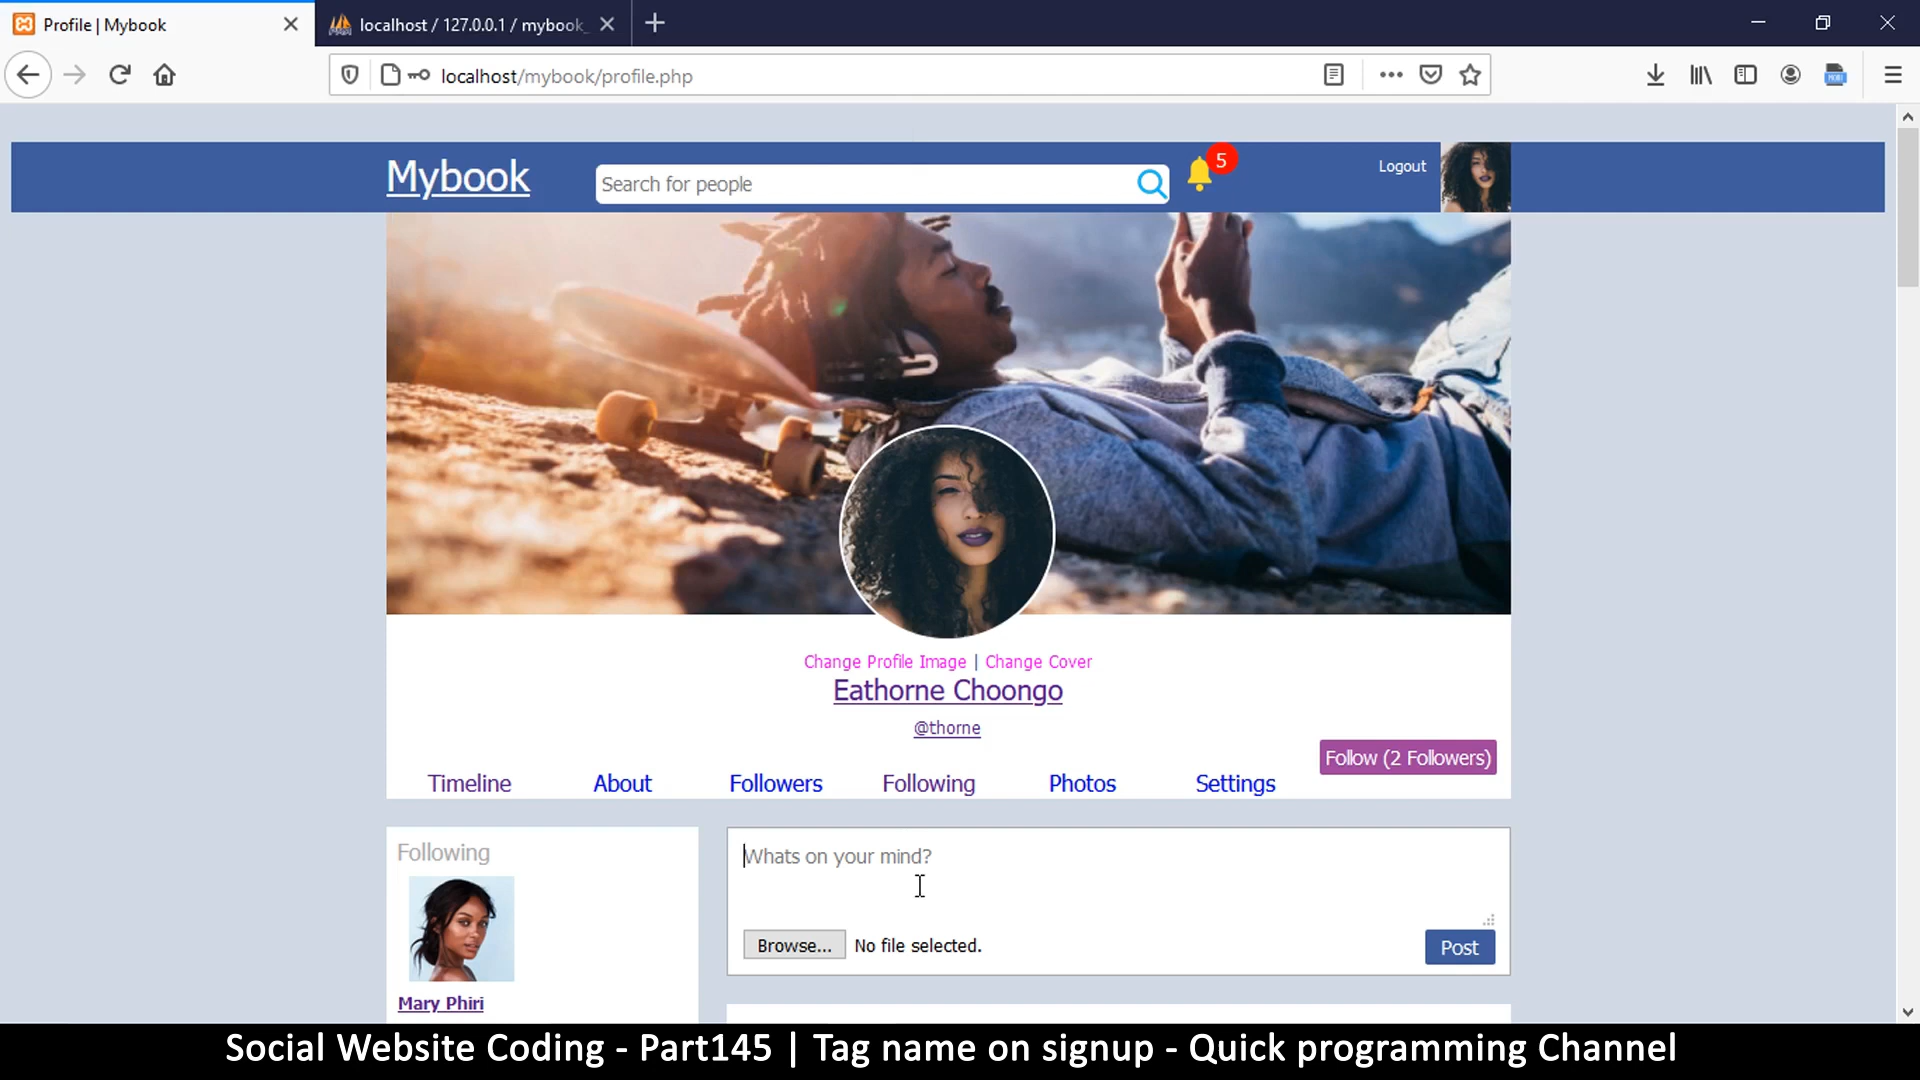 Profile | Mybook
localhost / 127.0.0.1 / mybook_
localhost/mybook/profile.php
Mybook
Search for people
5
Logout
Change Profile Image | Change Cover
Eathorne Choongo
@thorne
Follow (2 Followers)
Timeline About Followers Following Photos Settings
Following
Whats on your mind?
Browse... No file selected.
Post
Mary Phiri
Social Website Coding - Part145 | Tag name on signup - Quick programming Channel